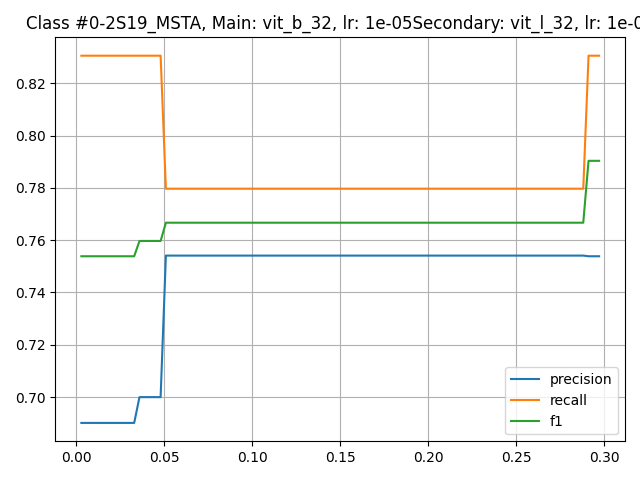 Class #0-2S19_MSTA, Main: vit_b_32, lr: 1e-05Secondary: vit_l_32, lr: 1e-0
0.82
0.80
0.78
0.76
0.74
0.72
0.70
0.00 0.05 0.10 0.15 0.20 0.25 0.30
precision
recall
f1